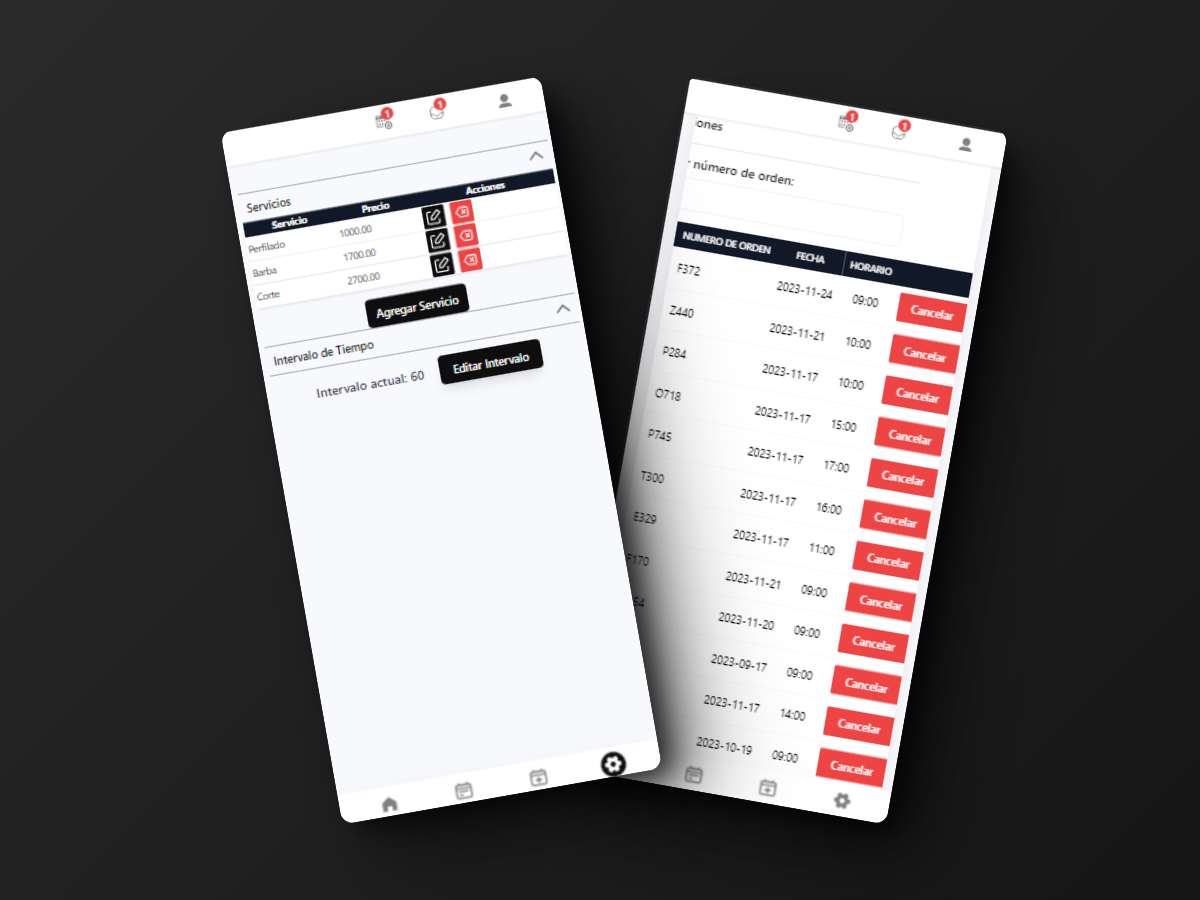 1
1
Servicios
Servicio Precio Acciones
Perfilado 1000.00
Barba 1700.00
Corte 2700.00
Agregar Servicio
Intervalo de Tiempo
Intervalo actual: 60 Editar Intervalo
1
1
iones
número de orden:
NUMERO DE ORDEN FECHA HORARIO
F372 2023-11-24 09:00 Cancelar
Z440 2023-11-21 10:00 Cancelar
P284 2023-11-17 10:00 Cancelar
O718 2023-11-17 15:00 Cancelar
P745 2023-11-17 17:00 Cancelar
T300 2023-11-17 16:00 Cancelar
E329 2023-11-17 11:00 Cancelar
F170 2023-11-21 09:00 Cancelar
64 2023-11-20 09:00 Cancelar
2023-09-17 09:00 Cancelar
2023-11-17 14:00 Cancelar
2023-10-19 09:00 Cancelar